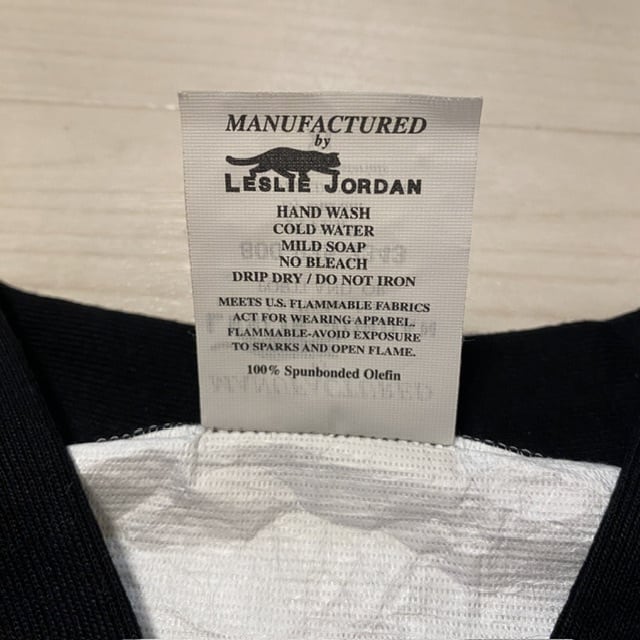 MANUFACTURED
by
LESLIE JORDAN
HAND WASH
COLD WATER
MILD SOAP
NO BLEACH
DRIP DRY / DO NOT IRON
MEETS U.S. FLAMMABLE FABRICS
ACT FOR WEARING APPAREL.
FLAMMABLE-AVOID EXPOSURE
TO SPARKS AND OPEN FLAME.
100% Spunbonded Olefin